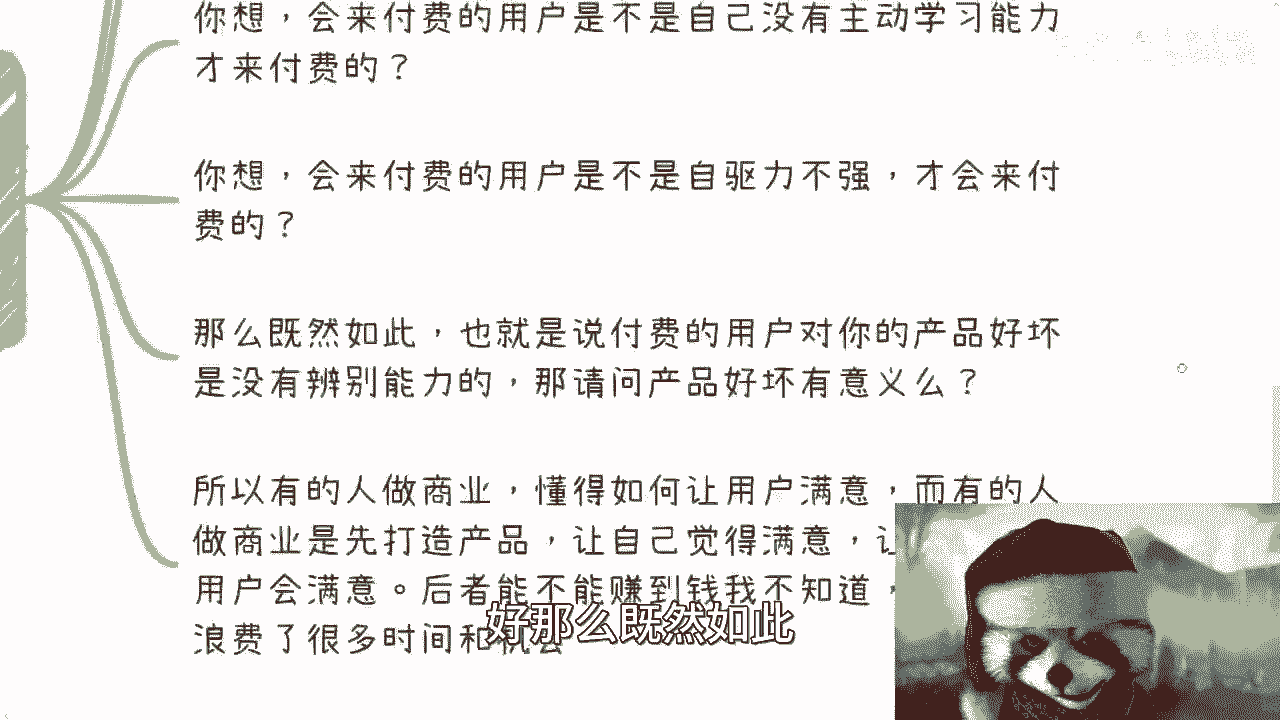 你想，会来付费的用户是不是自己没有主动学习能力
才来付费的？
你想，会来付费的用户是不是自驱力不强，才会来付
费的？
那么既然如此，也就是说付费的用户对你的产品好坏
是没有辨别能力的，那请问产品好坏有意义么？
所以有的人做商业，懂得如何让用户满意，而有的人
做商业是先打造产品，让自己觉得满意，让
用户会满意。后者能不能赚到钱我不知道，
浪费了很多时间和机会
好那么既然如此